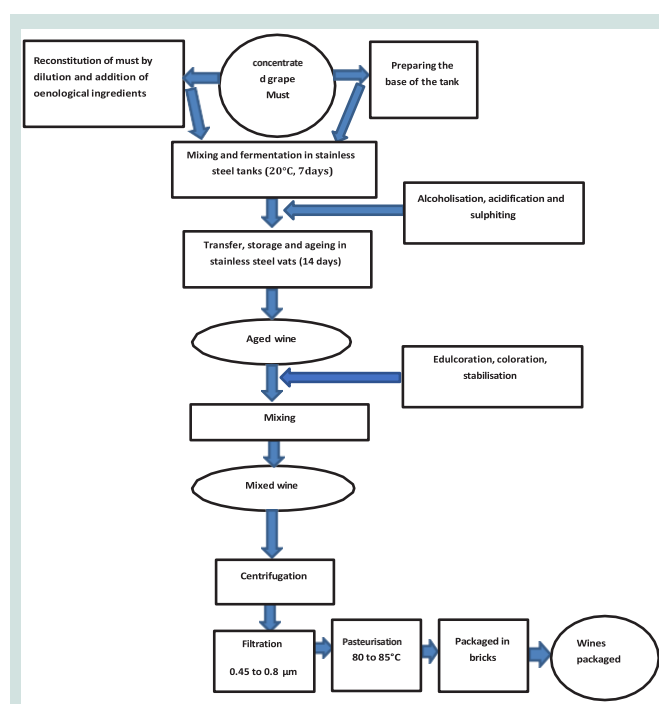 Reconstitution of must by
dilution and addition of
oenological ingredients
concentrate
d grape
Must
Preparing the
base of the tank
Mixing and fermentation in stainless
steel tanks (20°C, 7days)
Alcoholisation, acidification and
sulphiting
Transfer, storage and ageing in
stainless steel vats (14 days)
Aged wine
Edulcoration, coloration,
stabilisation
Mixing
Mixed wine
Centrifugation
Filtration
0.45 to 0.8 µm
Pasteurisation
80 to 85°C
Packaged in
bricks
Wines
packaged